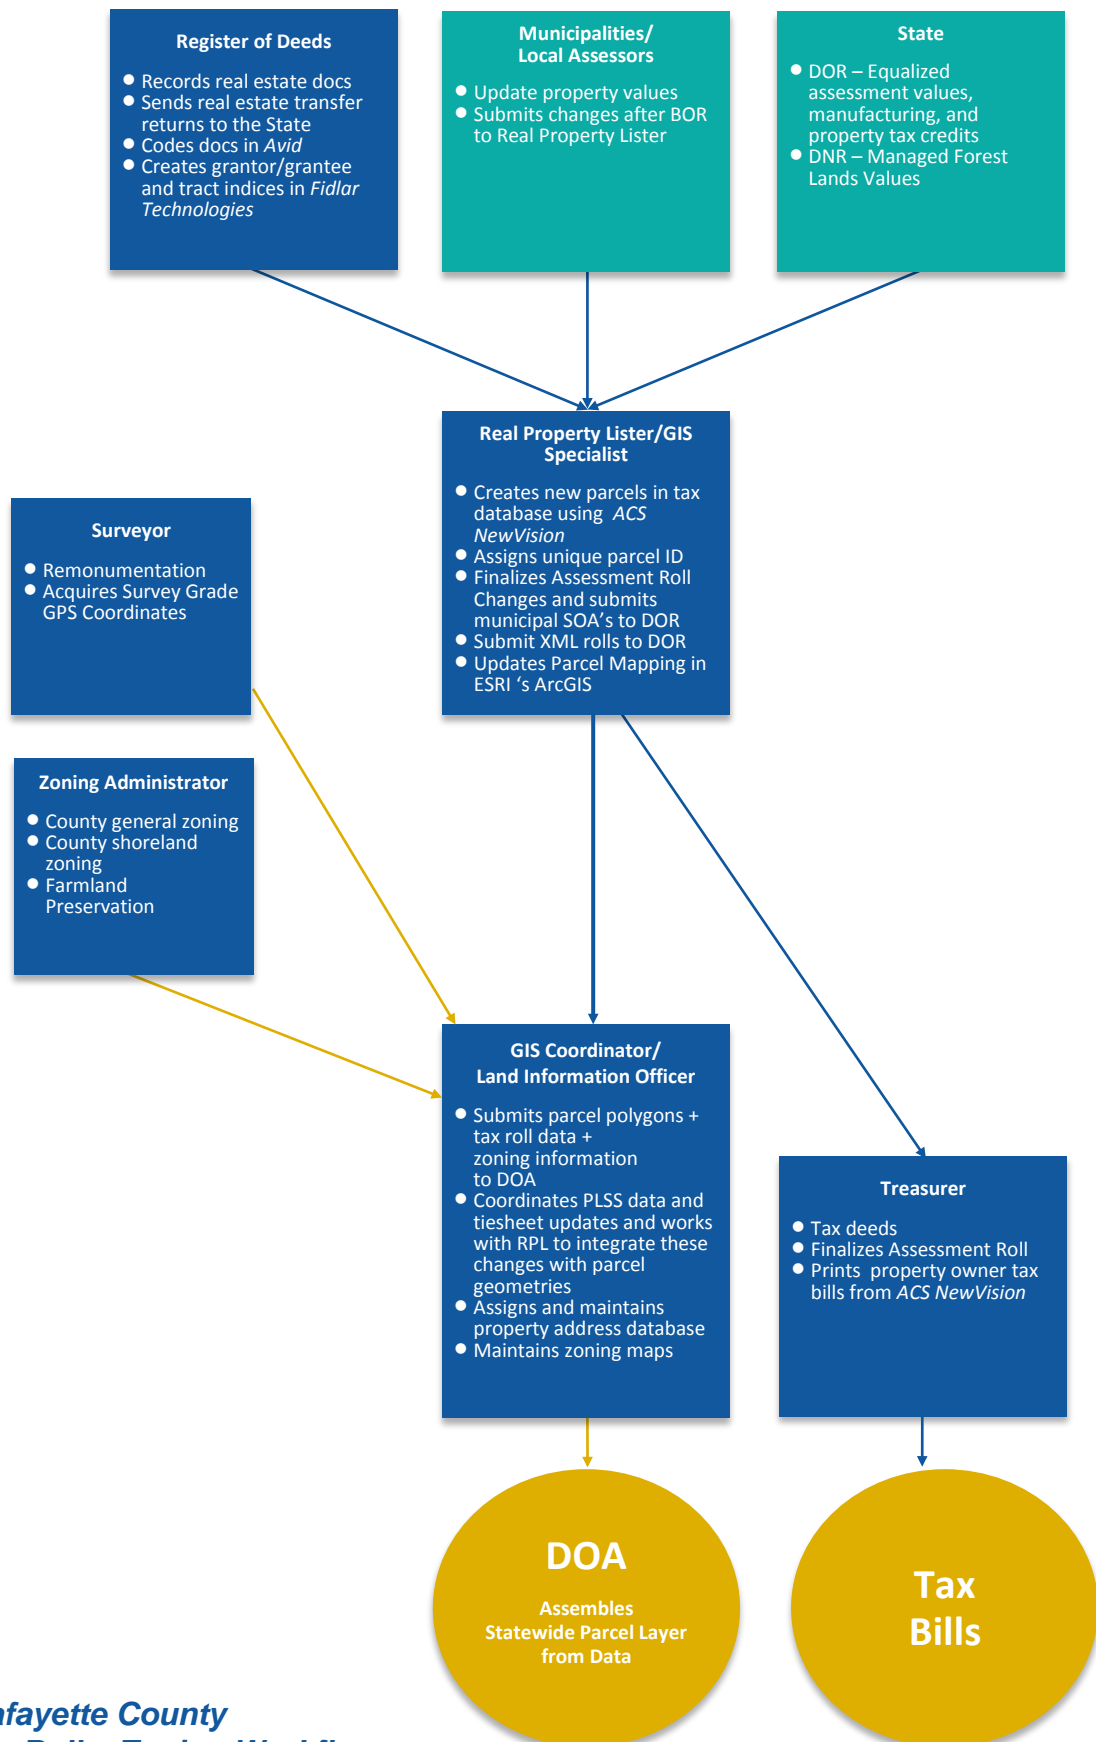 Register of Deeds
● Records real estate docs
● Sends real estate transfer
returns to the State
● Codes docs in Avid
● Creates grantor/grantee
and tract indices in Fidlar
Technologies
Municipalities/
Local Assessors
● Update property values
● Submits changes after BOR
to Real Property Lister
State
● DOR – Equalized
assessment values,
manufacturing, and
property tax credits
● DNR – Managed Forest
Lands Values
Real Property Lister/GIS
Specialist
● Creates new parcels in tax
database using ACS
NewVision
● Assigns unique parcel ID
● Finalizes Assessment Roll
Changes and submits
municipal SOA's to DOR
● Submit XML rolls to DOR
● Updates Parcel Mapping in
ESRI 's ArcGIS
Surveyor
● Remonumentation
● Acquires Survey Grade
GPS Coordinates
Zoning Administrator
● County general zoning
● County shoreland
zoning
● Farmland
Preservation
GIS Coordinator/
Land Information Officer
● Submits parcel polygons +
tax roll data +
zoning information
to DOA
● Coordinates PLSS data and
tiesheet updates and works
with RPL to integrate these
changes with parcel
geometries
● Assigns and maintains
property address database
● Maintains zoning maps
Treasurer
● Tax deeds
● Finalizes Assessment Roll
● Prints property owner tax
bills from ACS NewVision
DOA
Assembles
Statewide Parcel Layer
from Data
Tax
Bills
afayette County